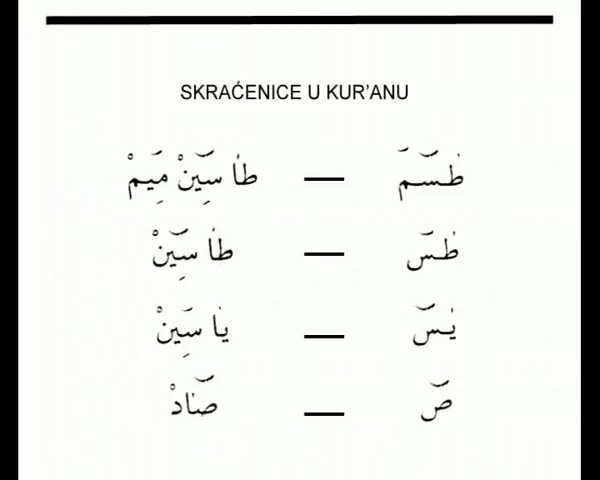 SKRAĆENICE U KUR’ANU
طٰسٓمٓ — طَا سِٓينْ مِٓيمْ
طٰسٓ — طَا سِٓينْ
يٰسٓ — يَا سِٓينْ
صٓ — صَٓادْ